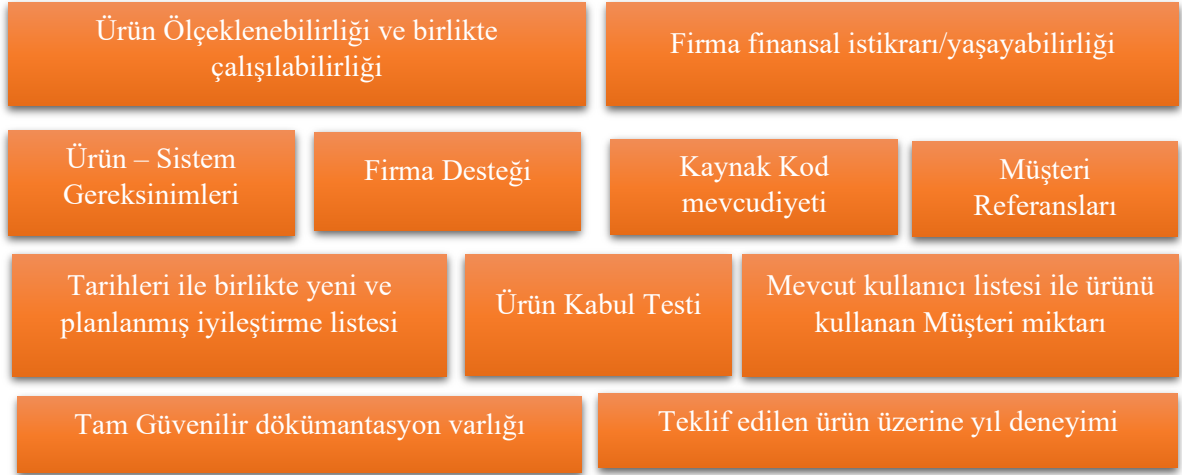 Ürün Ölçeklenebilirliği ve birlikte
çalışılabilirliği
Firma finansal istikrarı/yaşayabilirliği
Ürün – Sistem
Gereksinimleri
Firma Desteği
Kaynak Kod
mevcudiyeti
Müşteri
Referansları
Tarihleri ile birlikte yeni ve
planlanmış iyileştirme listesi
Ürün Kabul Testi
Mevcut kullanıcı listesi ile ürünü
kullanan Müşteri miktarı
Tam Güvenilir dökümantasyon varlığı
Teklif edilen ürün üzerine yıl deneyimi